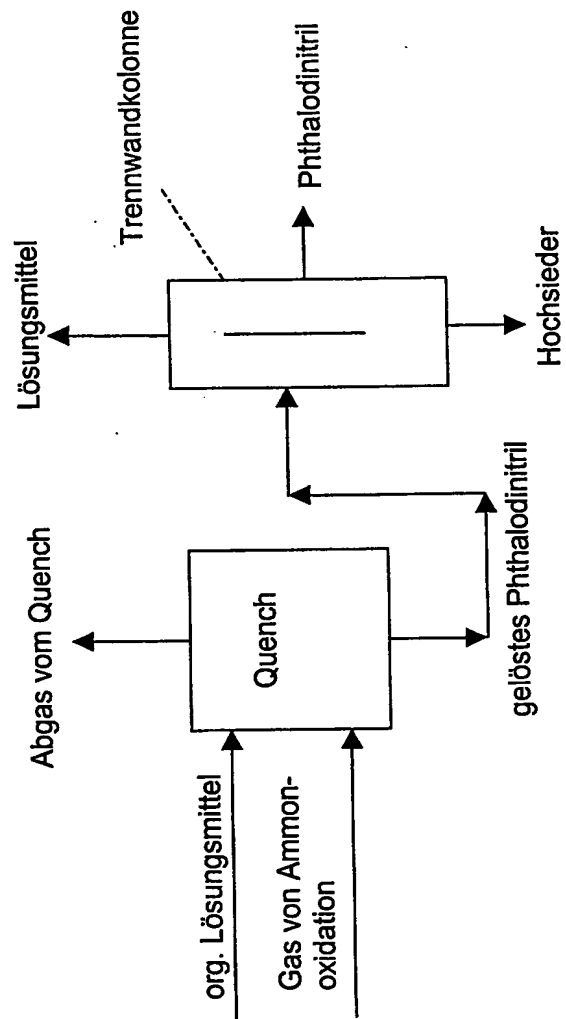 org. Lösungsmittel
Gas von Ammon-
oxidation
Abgas vom Quench
Quench
gelöstes Phthalodinitril
Lösungsmittel
Trennwandkolonne
Phthalodinitril
Hochsieder